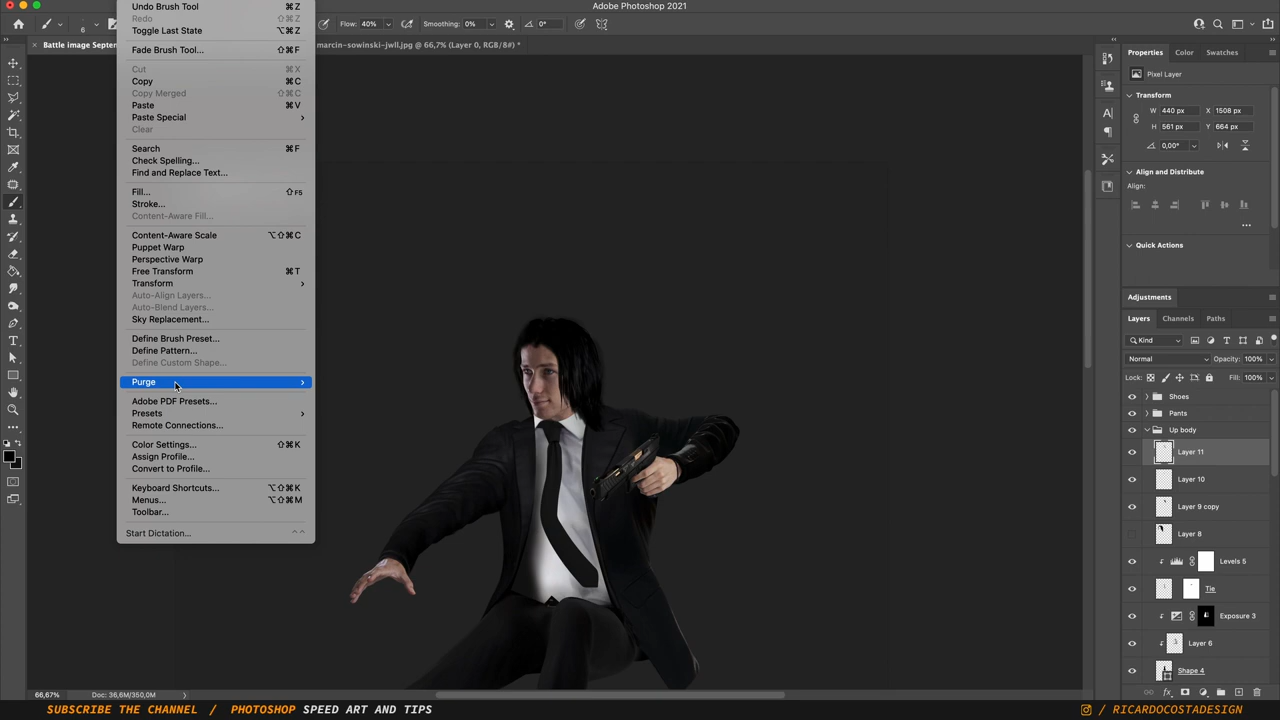 Adobe Photoshop 2021
Flow: 40%
Smoothing: 0%
0°
6
Battle image Septem
marcin-sowinski-jwll.jpg @ 66,7% (Layer 0, RGB/8#) *
Undo Brush Tool ⌘Z
Redo ⇧⌘Z
Toggle Last State ⌥⌘Z
Fade Brush Tool... ⇧⌘F
Cut ⌘X
Copy ⌘C
Copy Merged ⇧⌘C
Paste ⌘V
Paste Special
Clear
Search ⌘F
Check Spelling...
Find and Replace Text...
Fill... ⇧F5
Stroke...
Content-Aware Fill...
Content-Aware Scale ⌥⇧⌘C
Puppet Warp
Perspective Warp
Free Transform ⌘T
Transform
Auto-Align Layers...
Auto-Blend Layers...
Sky Replacement...
Define Brush Preset...
Define Pattern...
Define Custom Shape...
Purge
Adobe PDF Presets...
Presets
Remote Connections...
Color Settings... ⇧⌘K
Assign Profile...
Convert to Profile...
Keyboard Shortcuts... ⌥⇧⌘K
Menus... ⌥⇧⌘M
Toolbar...
Start Dictation...
Properties Color Swatches
Pixel Layer
Transform
W 440 px X 1508 px
H 561 px Y 664 px
0,00°
Align and Distribute
Align:
Quick Actions
Adjustments
Layers Channels Paths
Kind
Normal Opacity: 100%
Lock: Fill: 100%
Shoes
Pants
Up body
Layer 11
Layer 10
Layer 9 copy
Layer 8
Levels 5
Tie
Exposure 3
Layer 6
Shape 4
66,67% Doc: 36,6M/350,0M
SUBSCRIBE THE CHANNEL / PHOTOSHOP SPEED ART AND TIPS
/ RICARDOCOSTADESIGN